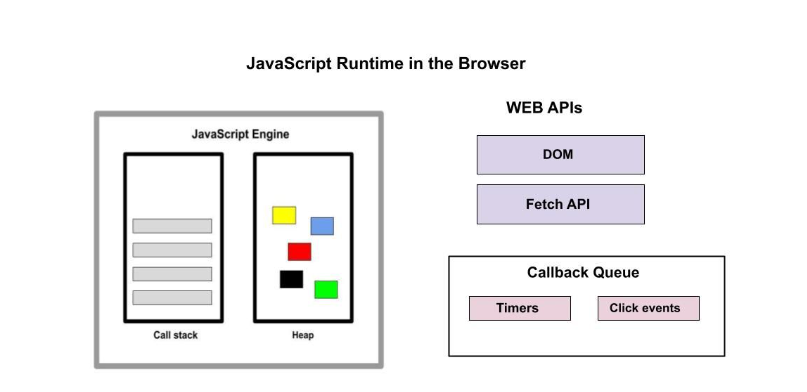 JavaScript Runtime in the Browser
JavaScript Engine
Call stack
Heap
WEB APIs
DOM
Fetch API
Callback Queue
Timers
Click events